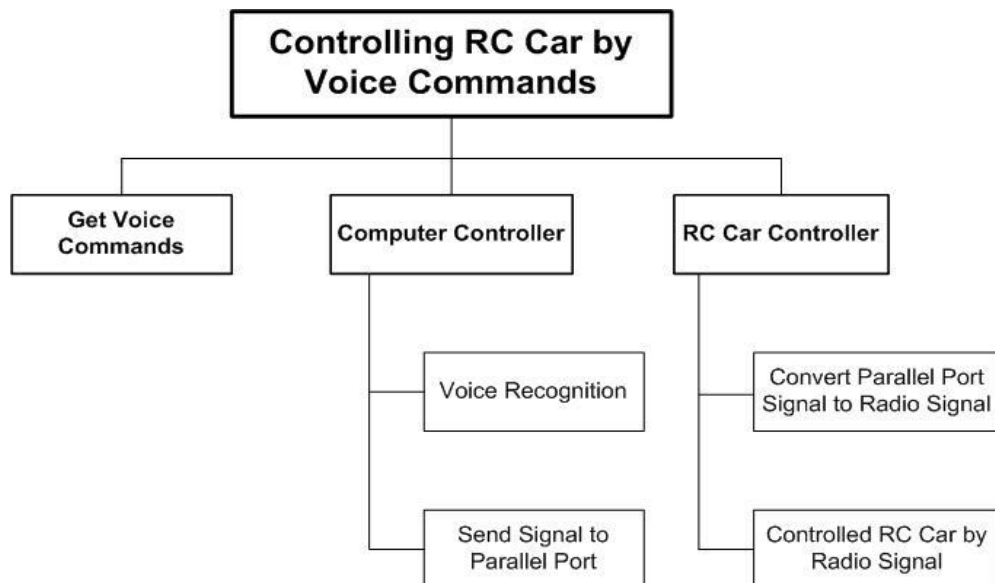 Controlling RC Car by
Voice Commands
Get Voice
Commands
Computer Controller
RC Car Controller
Voice Recognition
Convert Parallel Port
Signal to Radio Signal
Send Signal to
Parallel Port
Controlled RC Car by
Radio Signal